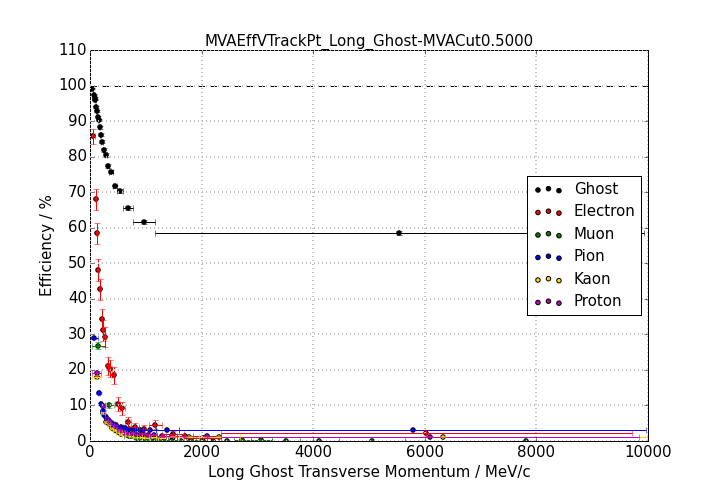 MVAEffVTrackPt_Long_Ghost-MVACut0.5000
110
100
90
80
70
60
50
40
30
20
10
0
Efficiency / %
Ghost
Electron
Muon
Pion
Kaon
Proton
0 2000 4000 6000 8000 10000
Long Ghost Transverse Momentum / MeV/c